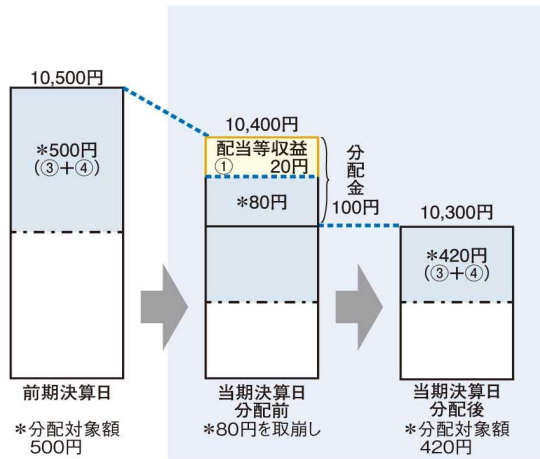 10,500円
*500円
(③+④)
前期決算日
*分配対象額
500円
10,400円
配当等収益
① 20円
*80円
分配金
100円
当期決算日
分配前
*80円を取崩し
10,300円
*420円
(③+④)
当期決算日
分配後
*分配対象額
420円